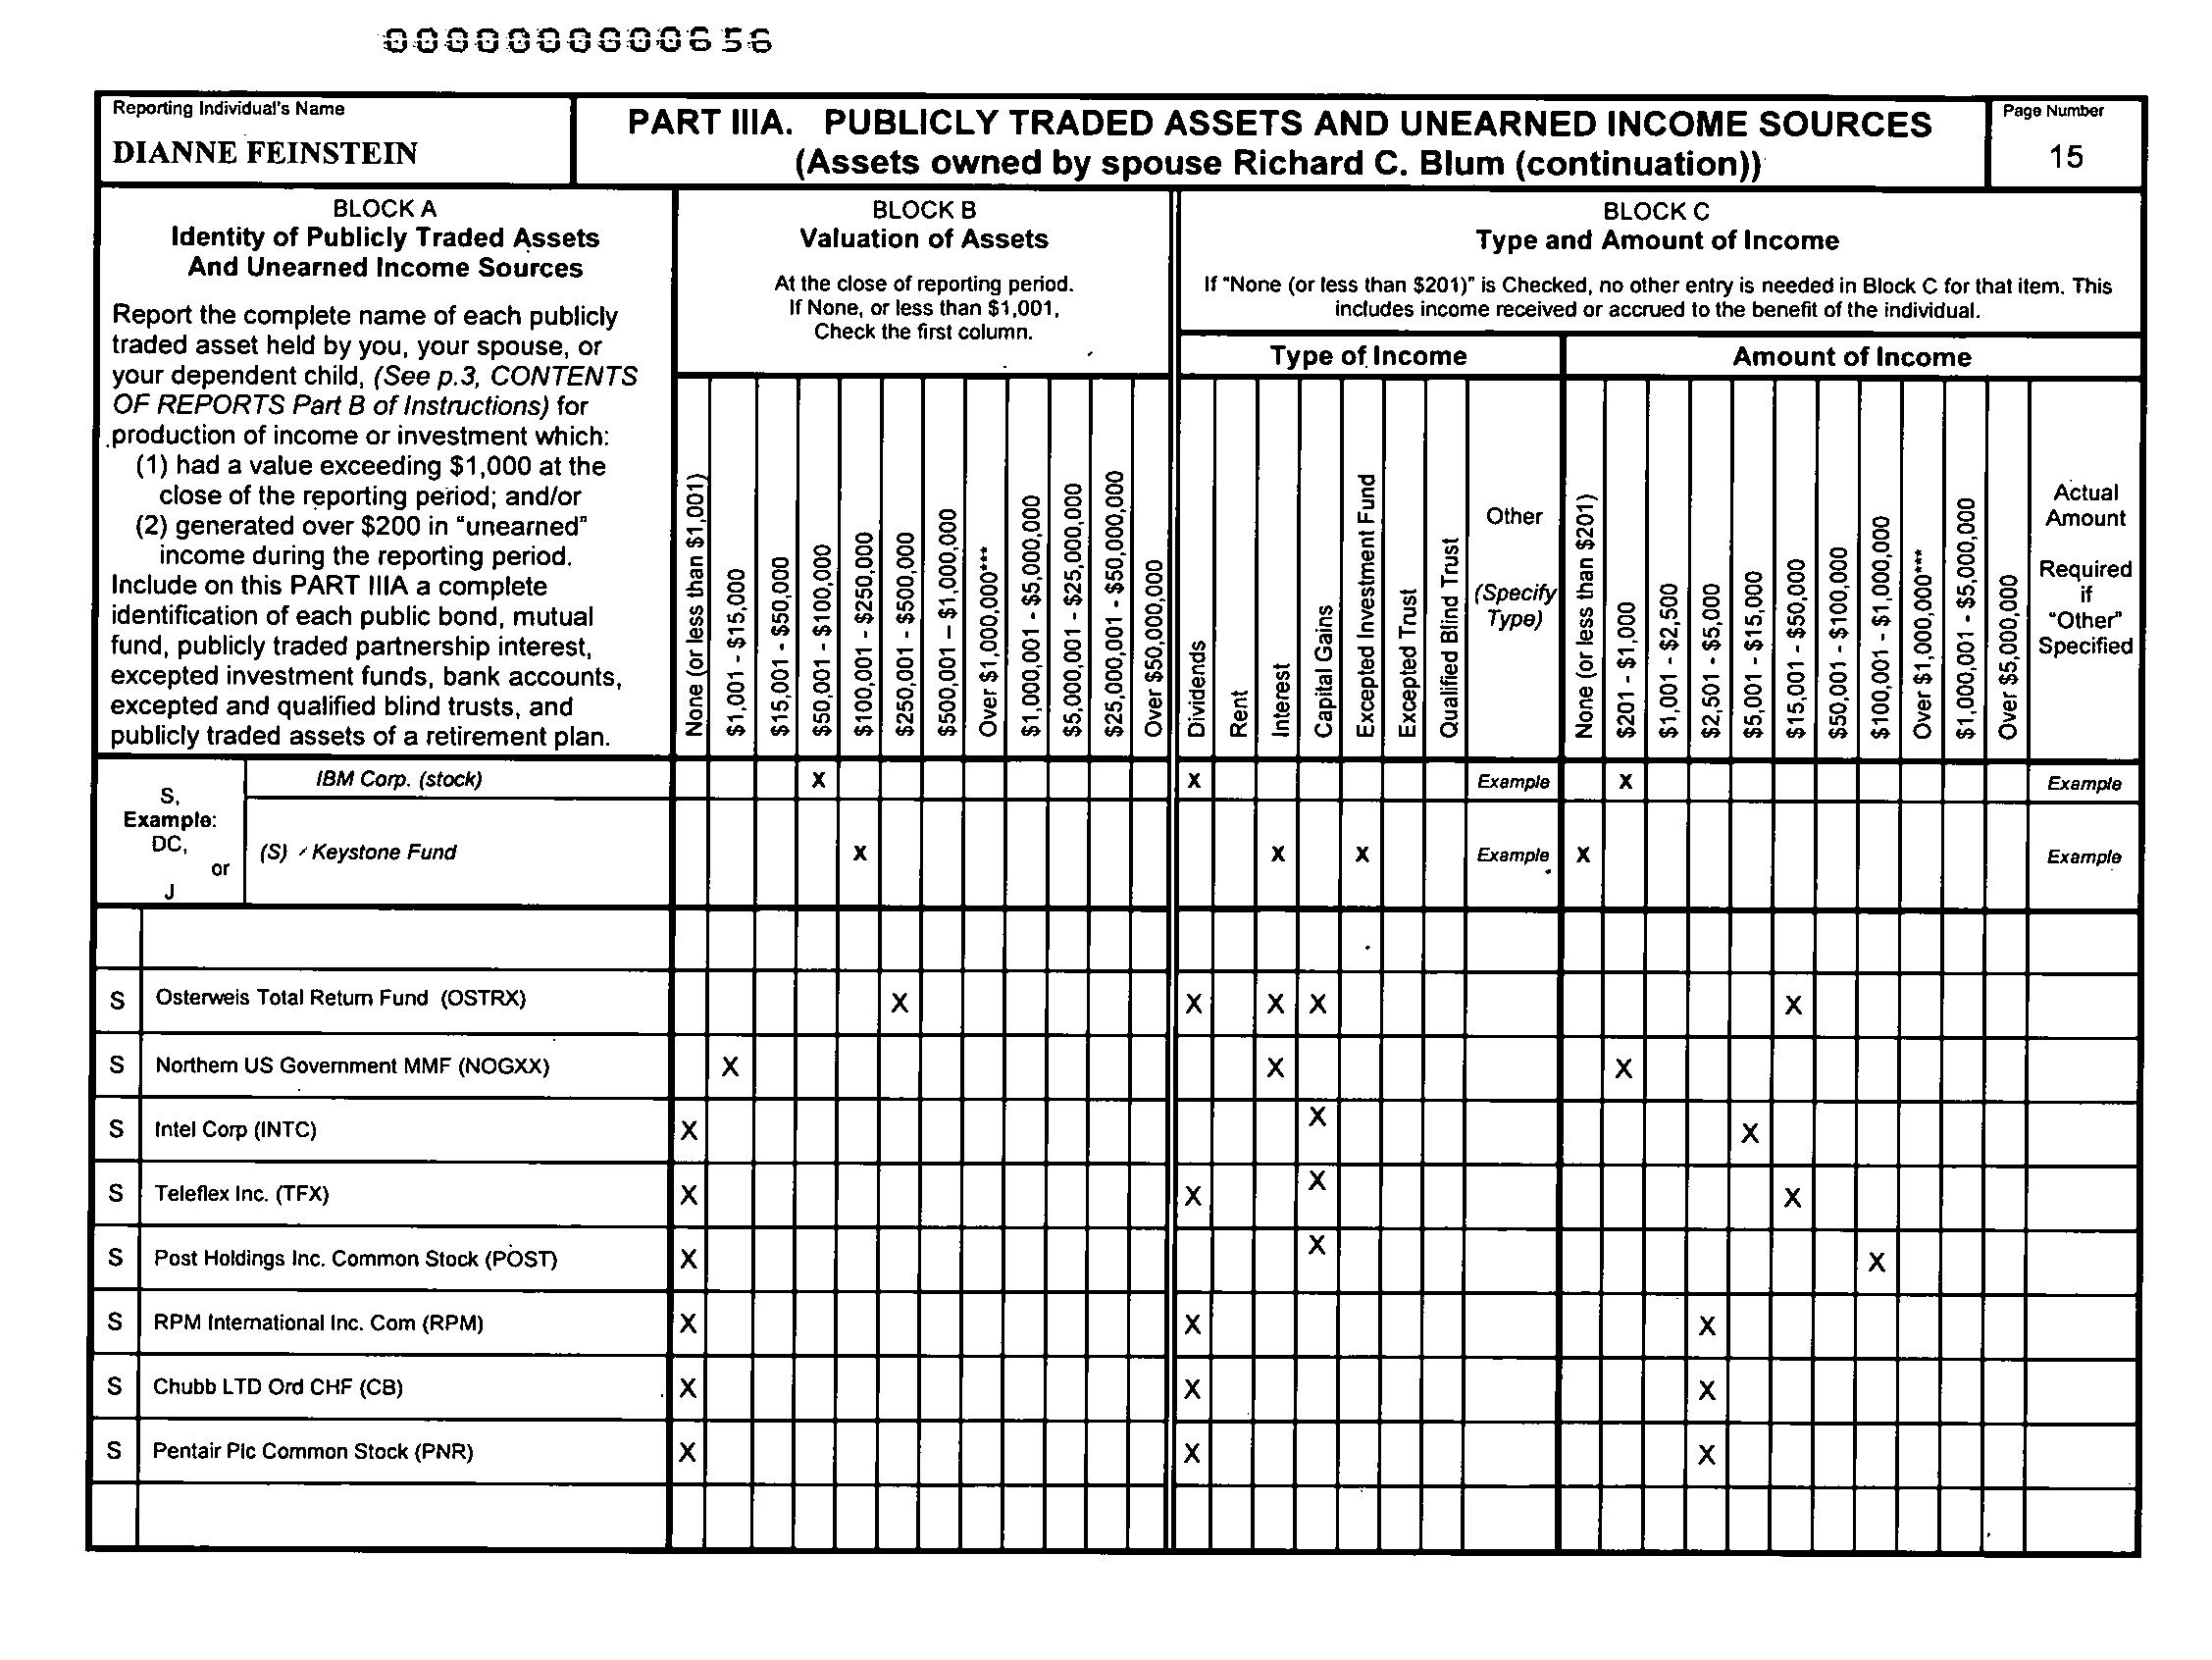 000000000656
Reporting Individual's Name
DIANNE FEINSTEIN
PART IIIA. PUBLICLY TRADED ASSETS AND UNEARNED INCOME SOURCES
(Assets owned by spouse Richard C. Blum (continuation))
Page Number
15
BLOCK A
Identity of Publicly Traded Assets
And Unearned Income Sources
Report the complete name of each publicly
traded asset held by you, your spouse, or
your dependent child, (See p.3, CONTENTS
OF REPORTS Part B of Instructions) for
production of income or investment which:
(1) had a value exceeding $1,000 at the
close of the reporting period; and/or
(2) generated over $200 in "unearned"
income during the reporting period.
Include on this PART IIIA a complete
identification of each public bond, mutual
fund, publicly traded partnership interest,
excepted investment funds, bank accounts,
excepted and qualified blind trusts, and
publicly traded assets of a retirement plan.
BLOCK B
Valuation of Assets
At the close of reporting period.
If None, or less than $1,001,
Check the first column.
None (or less than $1,001)
$1,001 - $15,000
$15,001 - $50,000
$50,001 - $100,000
$100,001 - $250,000
$250,001 - $500,000
$500,001 – $1,000,000
Over $1,000,000***
$1,000,001 - $5,000,000
$5,000,001 - $25,000,000
$25,000,001 - $50,000,000
Over $50,000,000
BLOCK C
Type and Amount of Income
If "None (or less than $201)" is Checked, no other entry is needed in Block C for that item. This
includes income received or accrued to the benefit of the individual.
Type of Income
Amount of Income
Dividends
Rent
Interest
Capital Gains
Excepted Investment Fund
Excepted Trust
Qualified Blind Trust
Other
(Specify
Type)
None (or less than $201)
$201 - $1,000
$1,001 - $2,500
$2,501 - $5,000
$5,001 - $15,000
$15,001 - $50,000
$50,001 - $100,000
$100,001 - $1,000,000
Over $1,000,000***
$1,000,001 - $5,000,000
Over $5,000,000
Actual
Amount
Required
if
"Other"
Specified
S,
Example:
DC,
or
J
IBM Corp. (stock) X X Example X Example
(S) Keystone Fund X X X Example X Example
S Osterweis Total Return Fund (OSTRX) X X X X X
S Northern US Government MMF (NOGXX) X X X
S Intel Corp (INTC) X X X
S Teleflex Inc. (TFX) X X X X
S Post Holdings Inc. Common Stock (POST) X X X
S RPM International Inc. Com (RPM) X X X
S Chubb LTD Ord CHF (CB) X X X
S Pentair Plc Common Stock (PNR) X X X